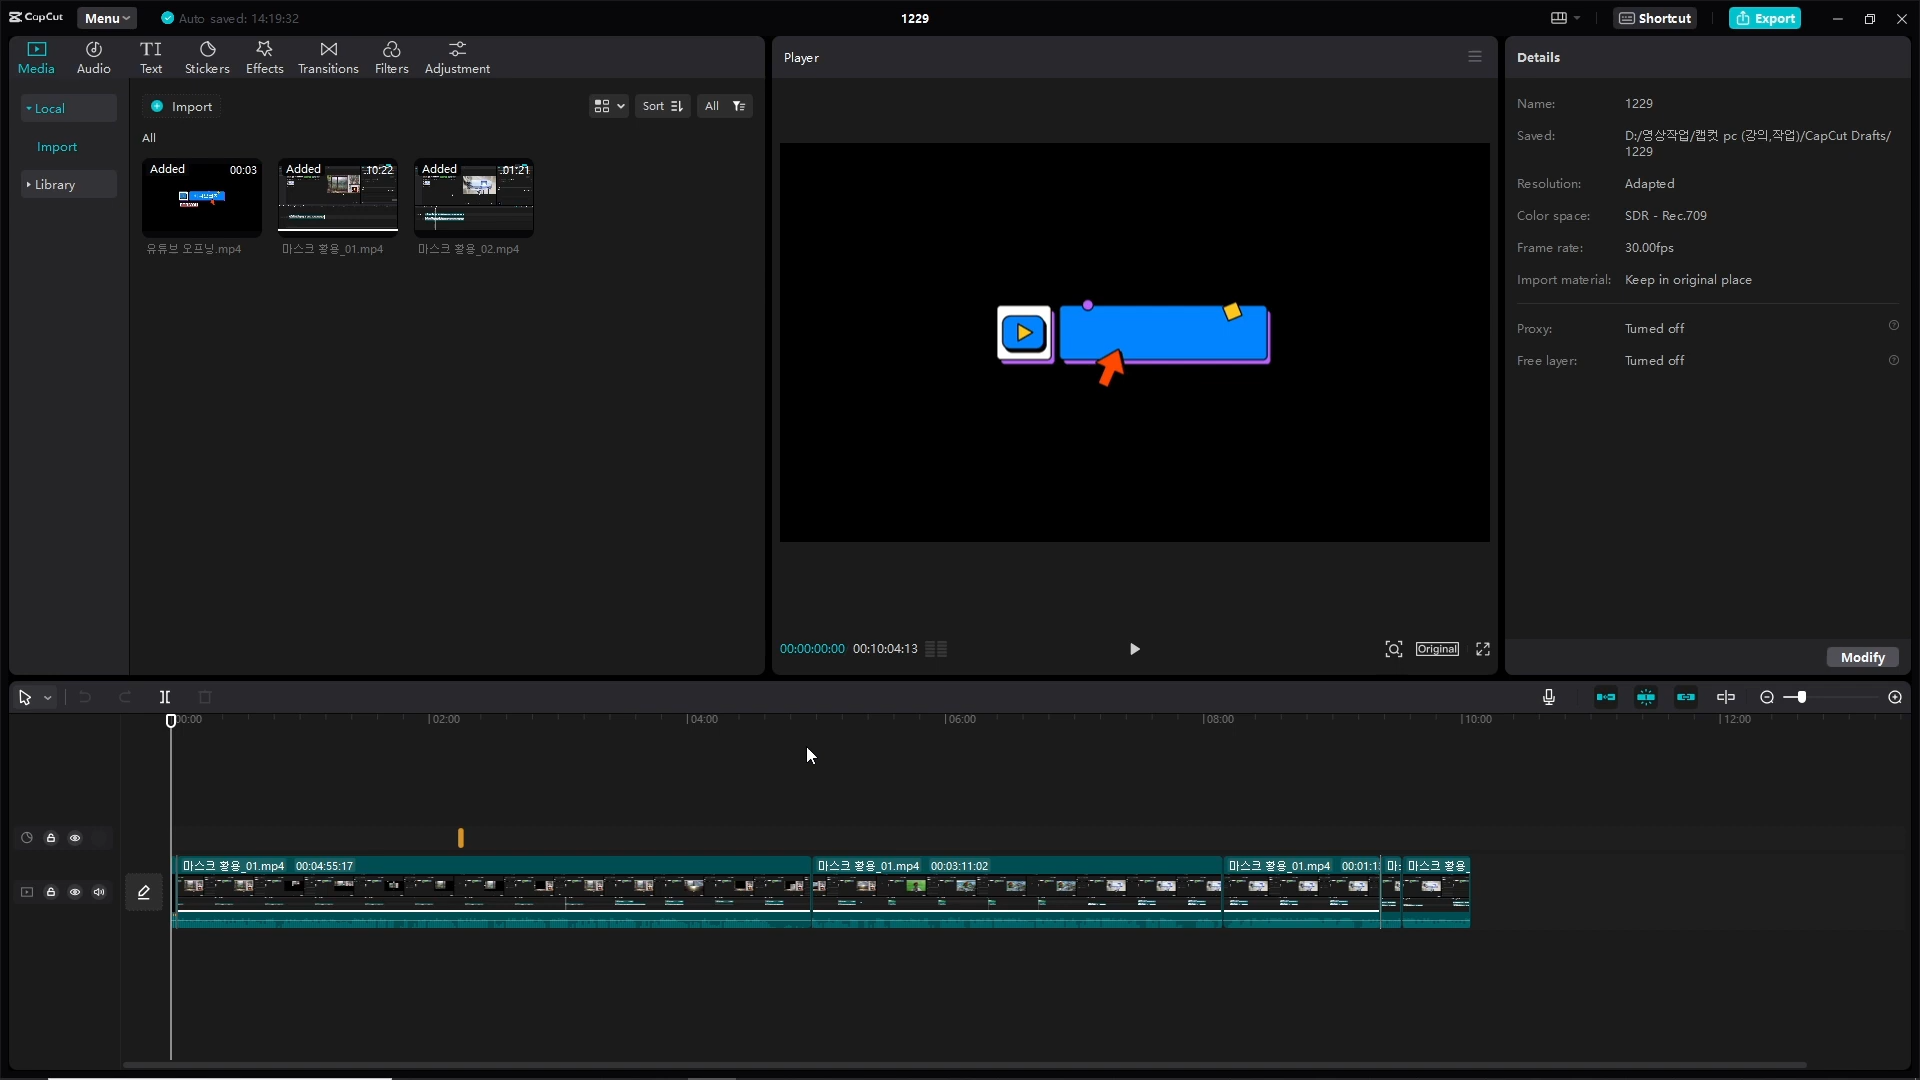 CapCut
Menu
Auto saved: 14:19:32
1229
Shortcut
Export
Media
Audio
TI
Text
Stickers
Effects
Transitions
Filters
Adjustment
Player
Details
Local
Import
Library
Import
Sort
All
All
Added 00:03
Added 10:22
Added 01:21
유튜브 오프닝.mp4
마스크 활용_01.mp4
마스크 활용_02.mp4
Name: 1229
Saved: D:/영상작업/캡컷 pc (강의,작업)/CapCut Drafts/
1229
Resolution: Adapted
Color space: SDR - Rec.709
Frame rate: 30.00fps
Import material: Keep in original place
Proxy: Turned off
Free layer: Turned off
00:00:00:00 00:10:04:13
Original
Modify
00:00
02:00
04:00
06:00
08:00
10:00
12:00
마스크 활용_01.mp4 00:04:55:17
마스크 활용_01.mp4 00:03:11:02
마스크 활용_01.mp4 00:01:1
마
마스크 활용_